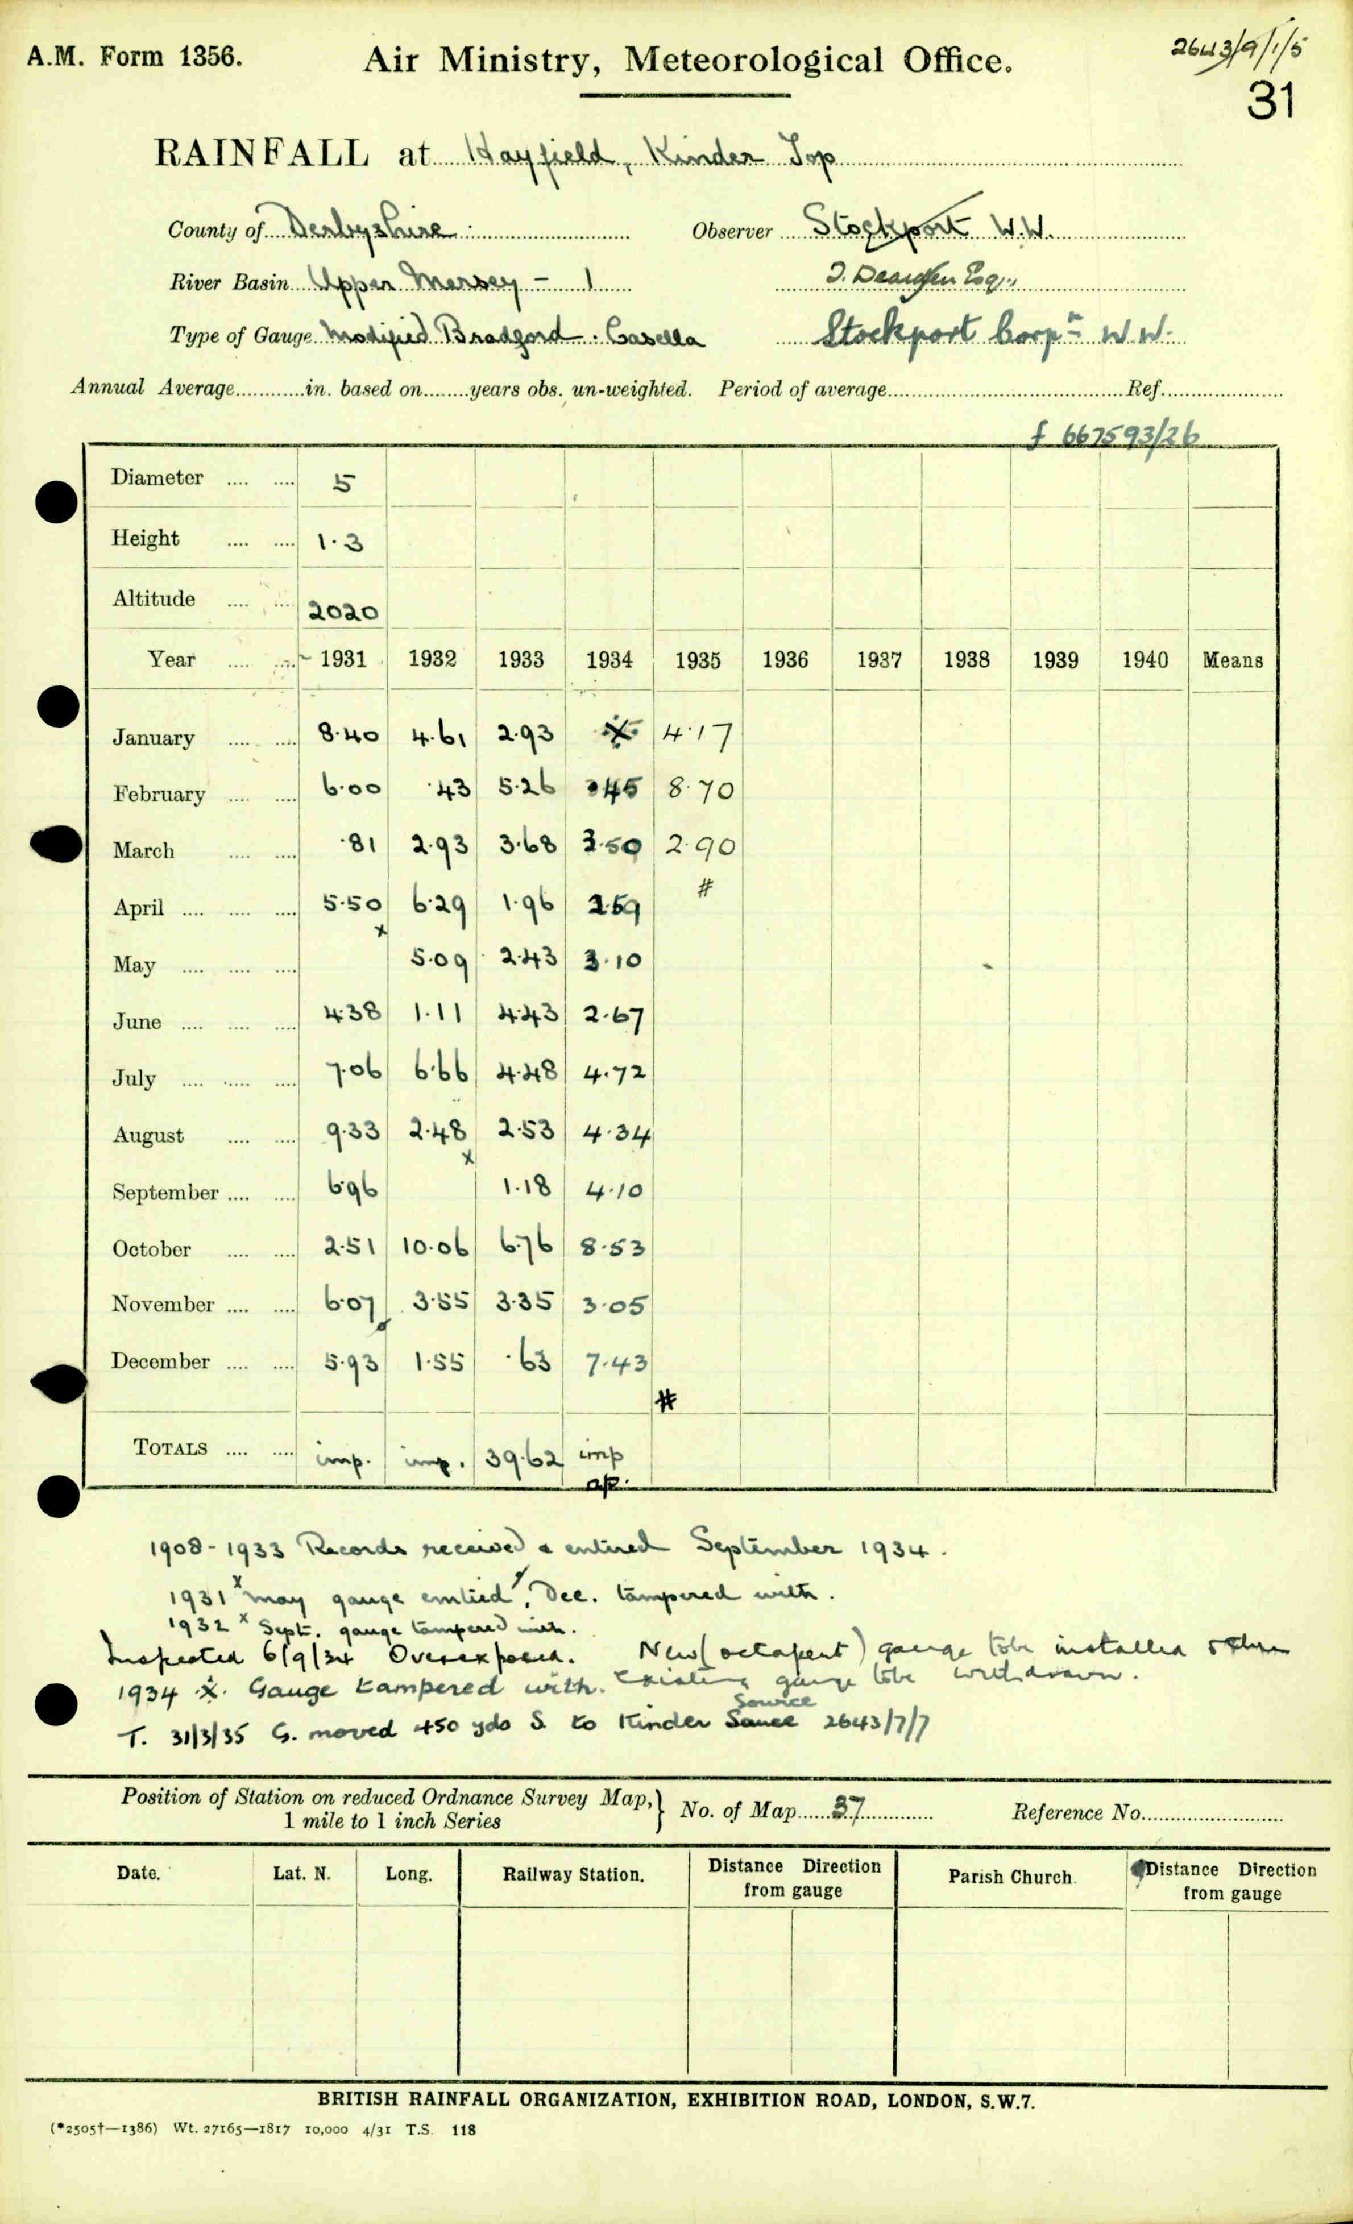 A.M. Form 1356. Air Ministry, Meteorological Office. 2643/9/1/5
31
RAINFALL at Hayfield, Kinder Top
County of Derbyshire Observer Stockport W.W.
River Basin Upper Mersey - 1 Esq.,
Type of Gauge Modified Bradford. Casella Stockport Corpn W.W.
Annual Average in. based on years obs. un-weighted. Period of average Ref.
f 667593/26
Diameter 5
Height 1.3
Altitude 2020
Year 1931 1932 1933 1934 1935 1936 1937 1938 1939 1940 Means
January 8.40 4.61 2.93 x 4.17
February 6.00 .43 5.26 .45 8.70
March .81 2.93 3.68 3.50 2.90
April 5.50 6.29 1.96 #
x
May 5.09 2.43 3.10
June 4.38 1.11 4.43 2.67
July 7.06 6.66 4.48 4.72
August 9.33 2.48 2.53 4.34
x
September 6.96 1.18 4.10
October 2.51 10.06 6.76 8.53
November 6.07 3.55 3.35 3.05
December 5.93 1.55 .63 7.43
#
TOTALS imp. imp. 39.62 imp
1908-1933 Records received & entered September 1934.
1931 x May gauge emptied, Dec. tampered with.
1932 x Sept. gauge tampered with.
Inspected 6/9/34 Overexposed. New (octapent) gauge to be installed
1934 x. Gauge tampered with. Existing gauge to be withdrawn.
Source
T. 31/3/35 G. moved 450 yds S to Kinder Sauce 2643/7/7
Position of Station on reduced Ordnance Survey Map, } No. of Map 37 Reference No.
1 mile to 1 inch Series
Date. Lat. N. Long. Railway Station. Distance Direction from gauge Parish Church. Distance Direction from gauge
BRITISH RAINFALL ORGANIZATION, EXHIBITION ROAD, LONDON, S.W.7.
(*2505†—1386) Wt. 27165—1817 10,000 4/31 T.S. 118